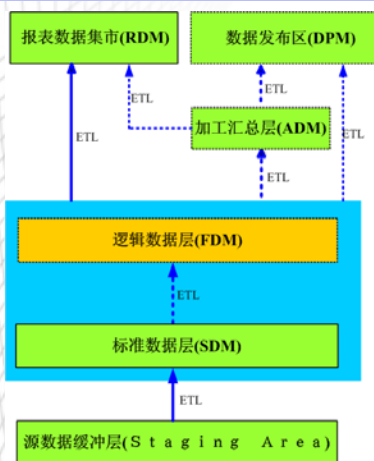 报表数据集市(RDM)
数据发布区(DPM)
ETL
ETL
ETL
加工汇总层(ADM)
ETL
ETL
逻辑数据层(FDM)
ETL
标准数据层(SDM)
ETL
源数据缓冲层(Ｓｔａｇｉｎｇ　Ａｒｅａ)